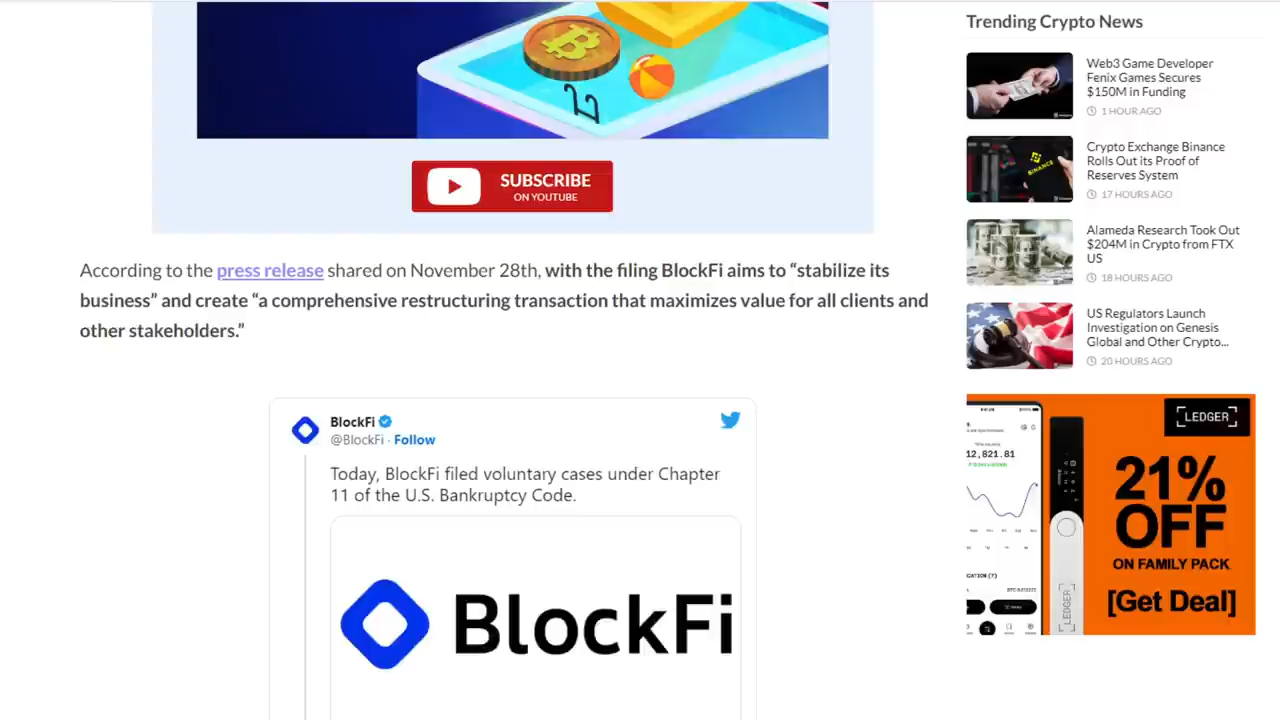 SUBSCRIBE
ON YOUTUBE
According to the press release shared on November 28th, with the filing BlockFi aims to “stabilize its
business” and create “a comprehensive restructuring transaction that maximizes value for all clients and
other stakeholders.”
BlockFi
@BlockFi · Follow
Today, BlockFi filed voluntary cases under Chapter
11 of the U.S. Bankruptcy Code.
BlockFi
Trending Crypto News
Web3 Game Developer
Fenix Games Secures
$150M in Funding
1 HOUR AGO
Crypto Exchange Binance
Rolls Out its Proof of
Reserves System
17 HOURS AGO
BINANCE
Alameda Research Took Out
$204M in Crypto from FTX
US
18 HOURS AGO
US Regulators Launch
Investigation on Genesis
Global and Other Crypto...
20 HOURS AGO
LEDGER
12,821.81
21%
OFF
ON FAMILY PACK
[Get Deal]
LEDGER